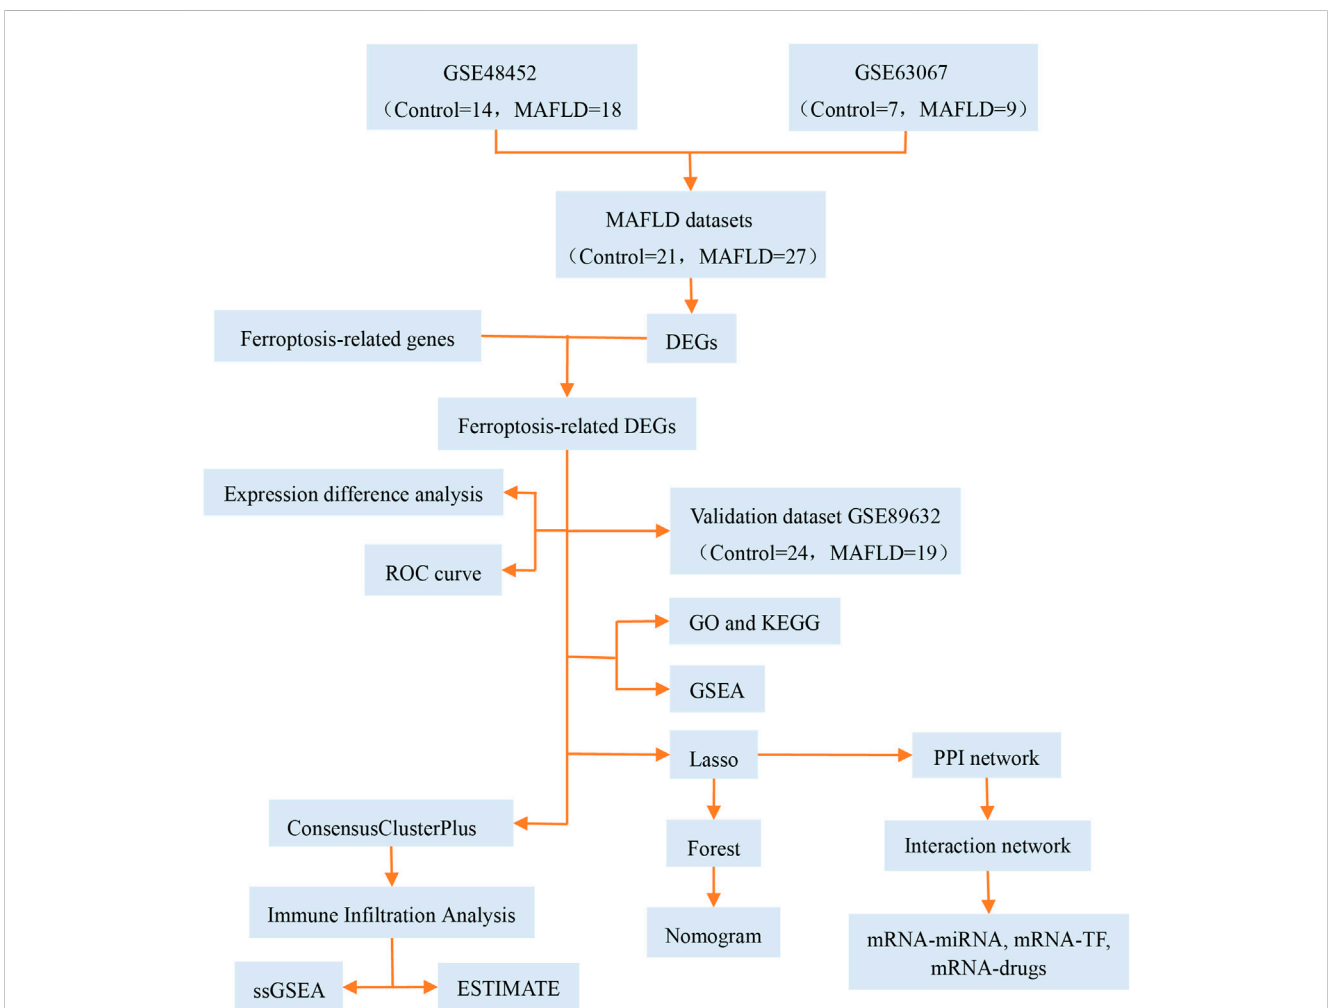 GSE48452
（Control=14，MAFLD=18
GSE63067
（Control=7，MAFLD=9）
MAFLD datasets
（Control=21，MAFLD=27）
Ferroptosis-related genes
DEGs
Ferroptosis-related DEGs
Expression difference analysis
Validation dataset GSE89632
（Control=24，MAFLD=19）
ROC curve
GO and KEGG
GSEA
Lasso
PPI network
ConsensusClusterPlus
Forest
Interaction network
Immune Infiltration Analysis
Nomogram
mRNA-miRNA, mRNA-TF,
mRNA-drugs
ssGSEA
ESTIMATE